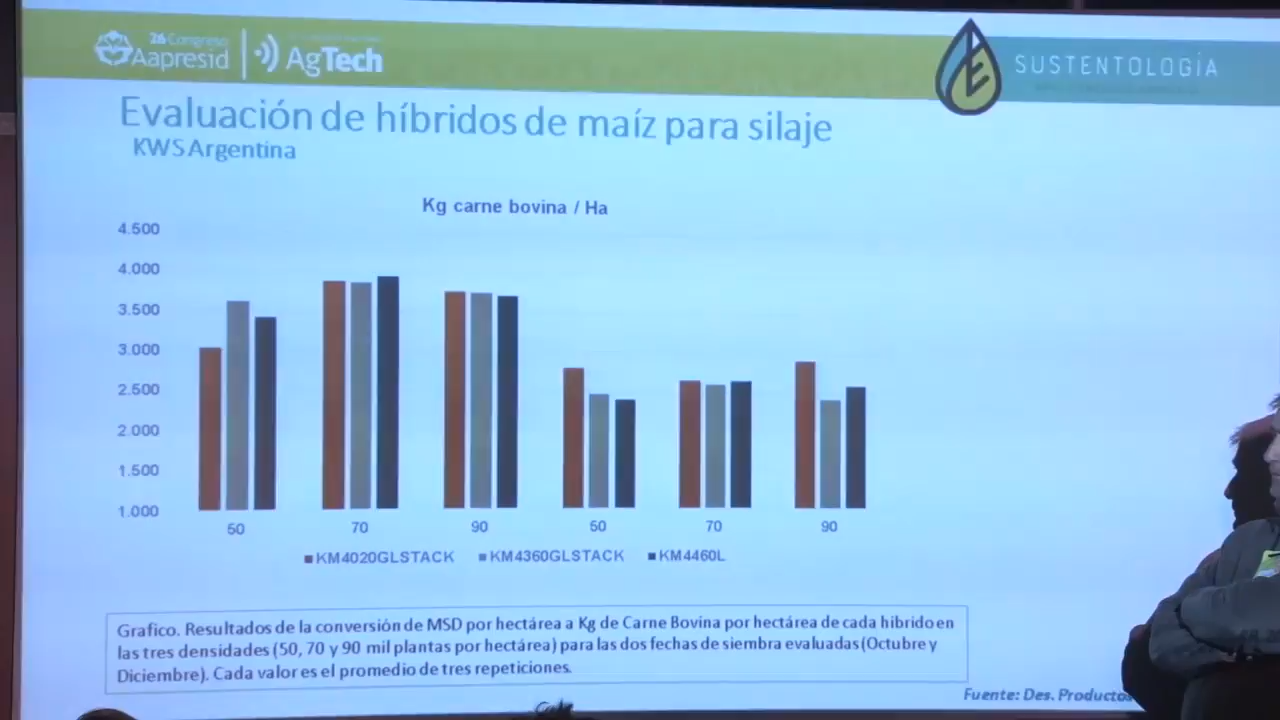 26 Congreso
Aapresid
AgTech
SUSTENTOLOGÍA
Evaluación de híbridos de maíz para silaje
KWS Argentina
Kg carne bovina / Ha
4.500
4.000
3.500
3.000
2.500
2.000
1.500
1.000
50 70 90 50 70 90
KM4020GLSTACK KM4360GLSTACK KM4460L
Grafico. Resultados de la conversión de MSD por hectárea a Kg de Carne Bovina por hectárea de cada hibrido en
las tres densidades (50, 70 y 90 mil plantas por hectárea) para las dos fechas de siembra evaluadas (Octubre y
Diciembre). Cada valor es el promedio de tres repeticiones.
Fuente: Des. Productos